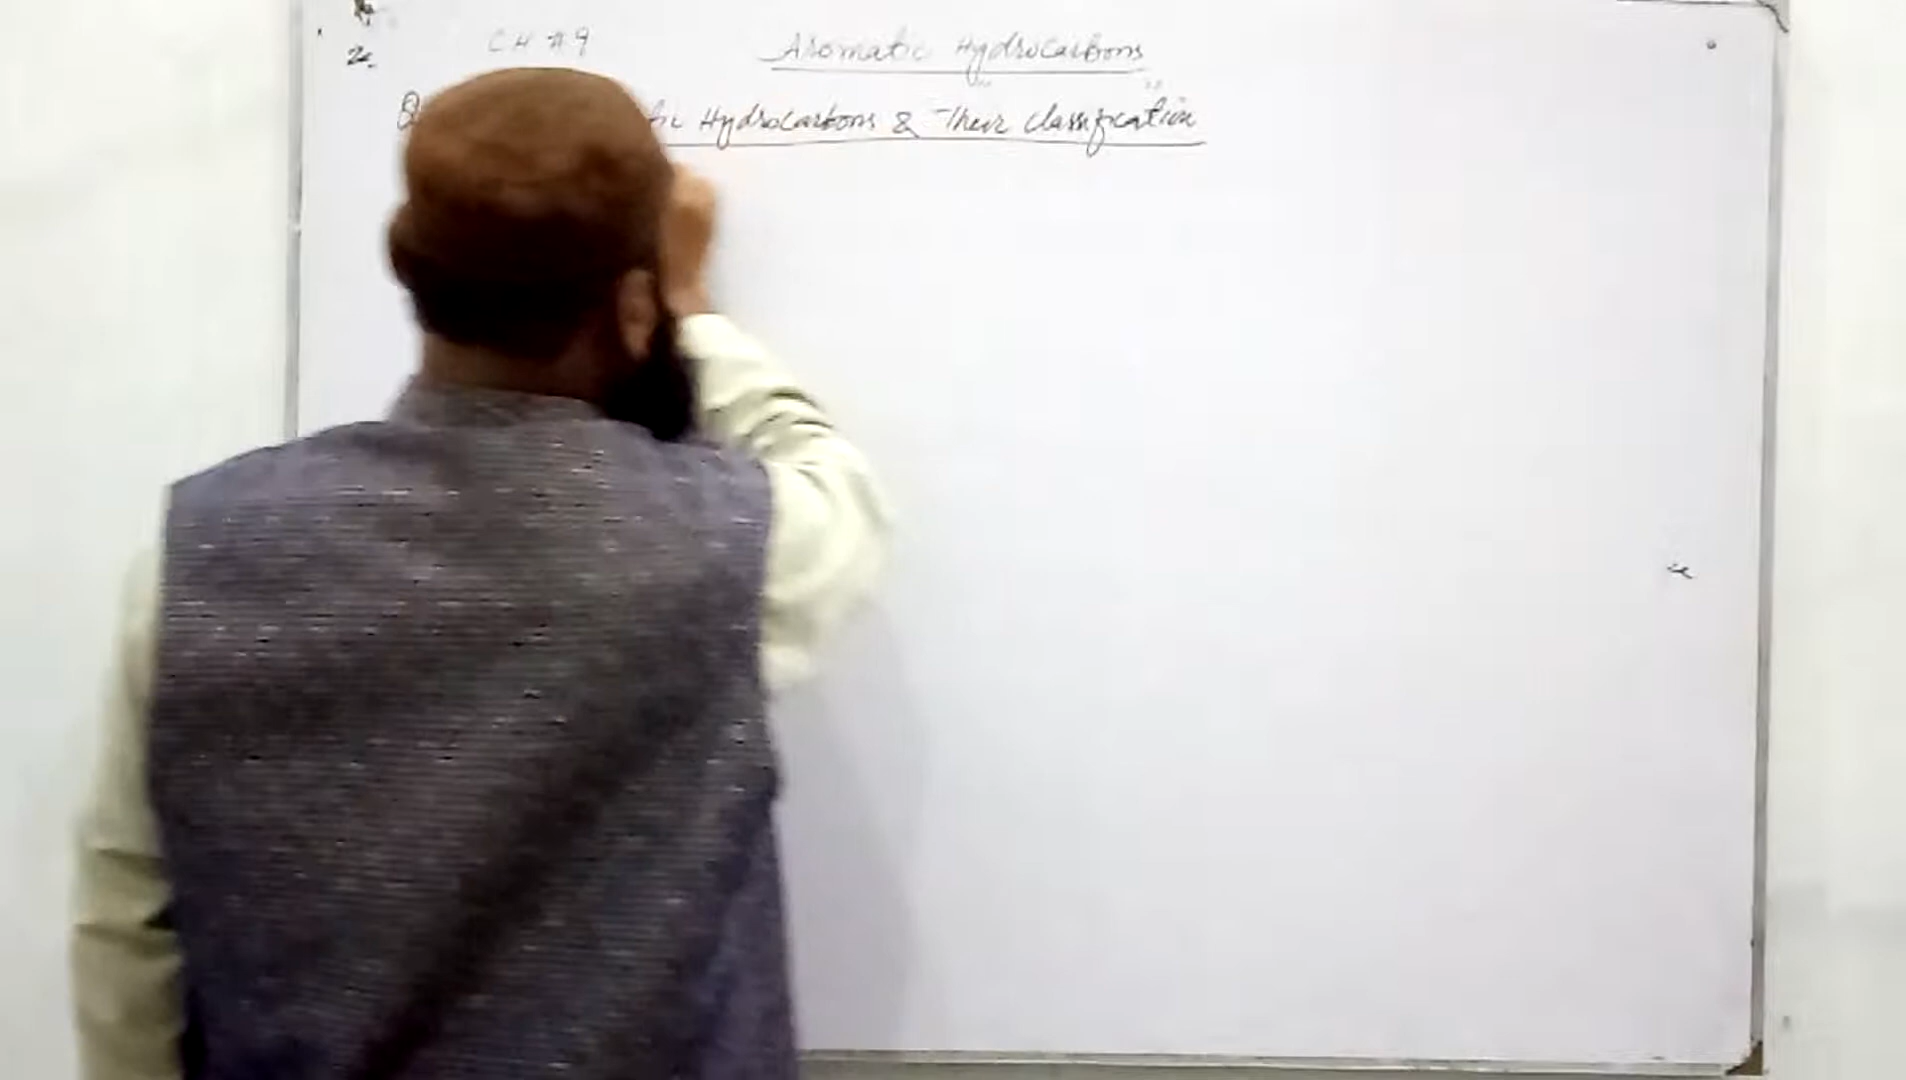 CH #9 Aromatic Hydrocarbons
Hydrocarbons & Their classification